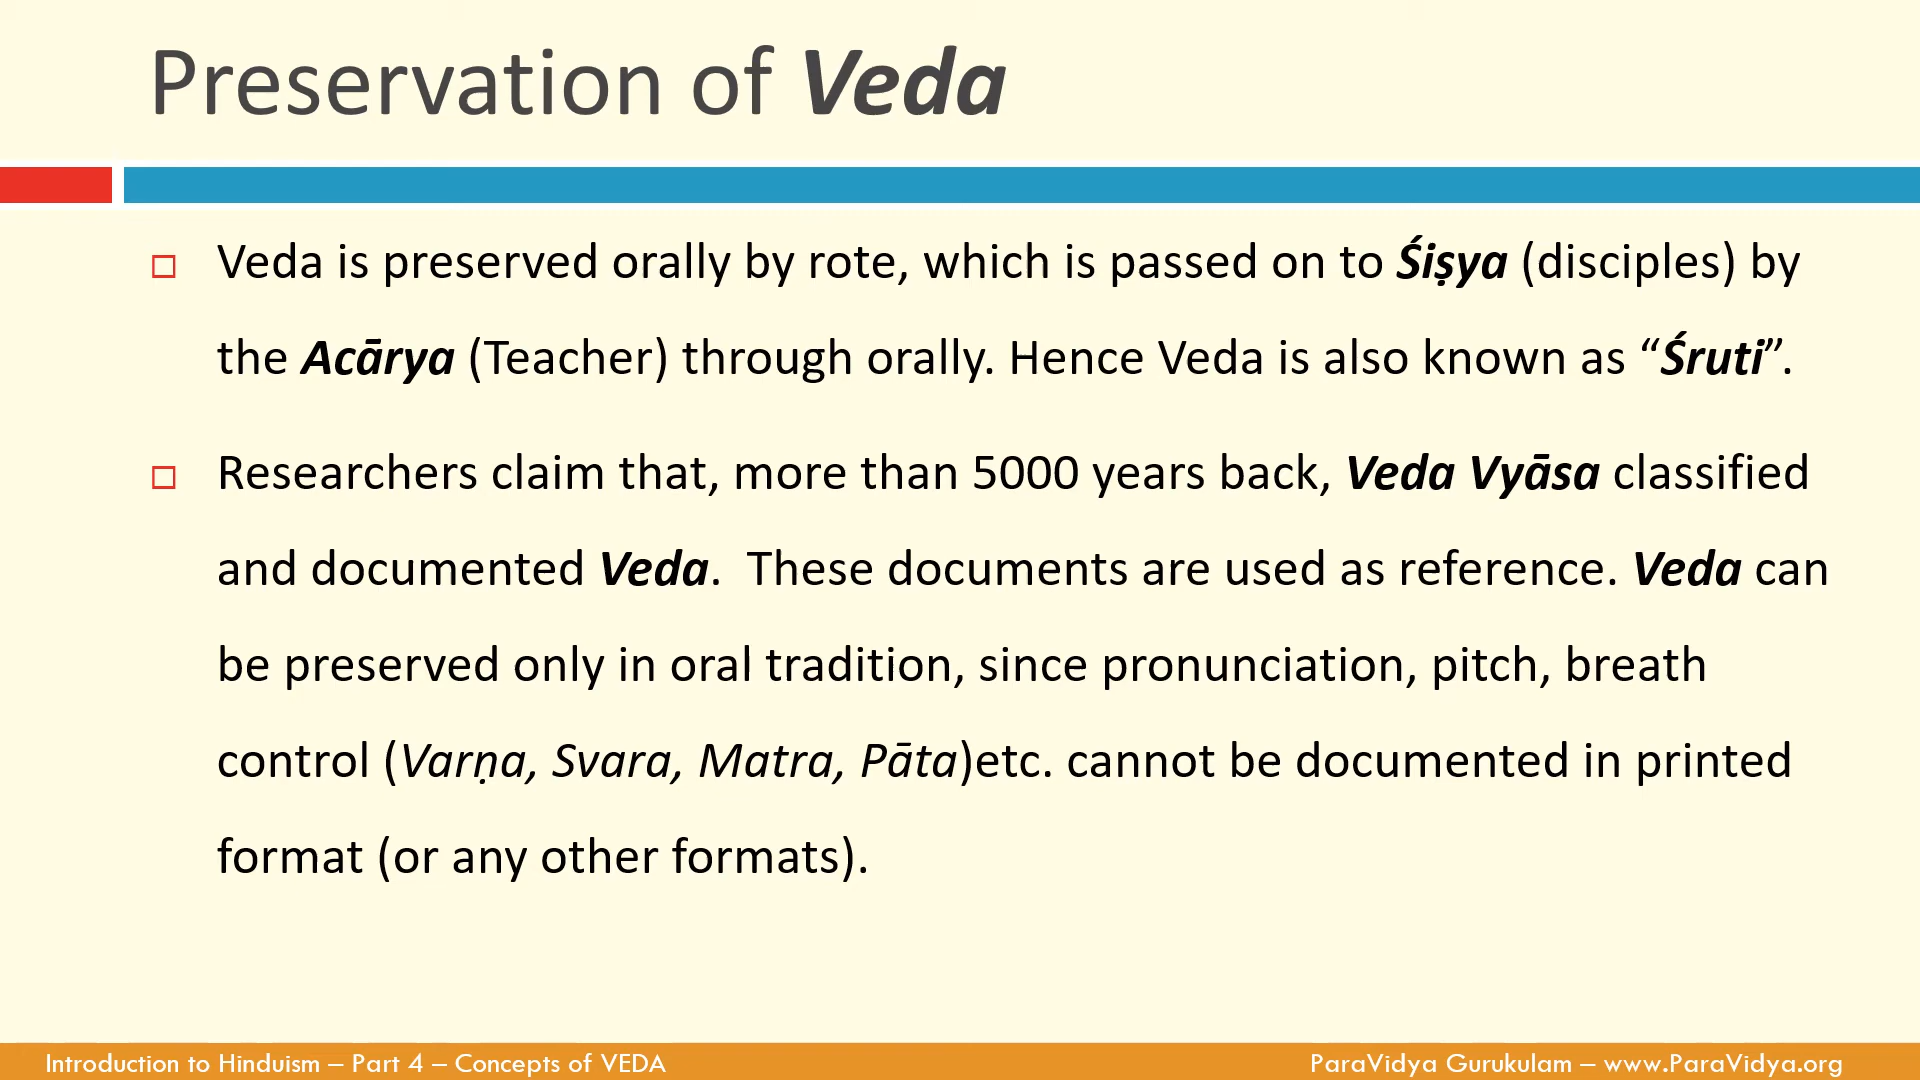 Preservation of Veda
Veda is preserved orally by rote, which is passed on to Śiṣya (disciples) by
the Acārya (Teacher) through orally. Hence Veda is also known as “Śruti”.
Researchers claim that, more than 5000 years back, Veda Vyāsa classified
and documented Veda.  These documents are used as reference. Veda can
be preserved only in oral tradition, since pronunciation, pitch, breath
control (Varṇa, Svara, Matra, Pāta)etc. cannot be documented in printed
format (or any other formats).
Introduction to Hinduism – Part 4 – Concepts of VEDA
ParaVidya Gurukulam – www.ParaVidya.org